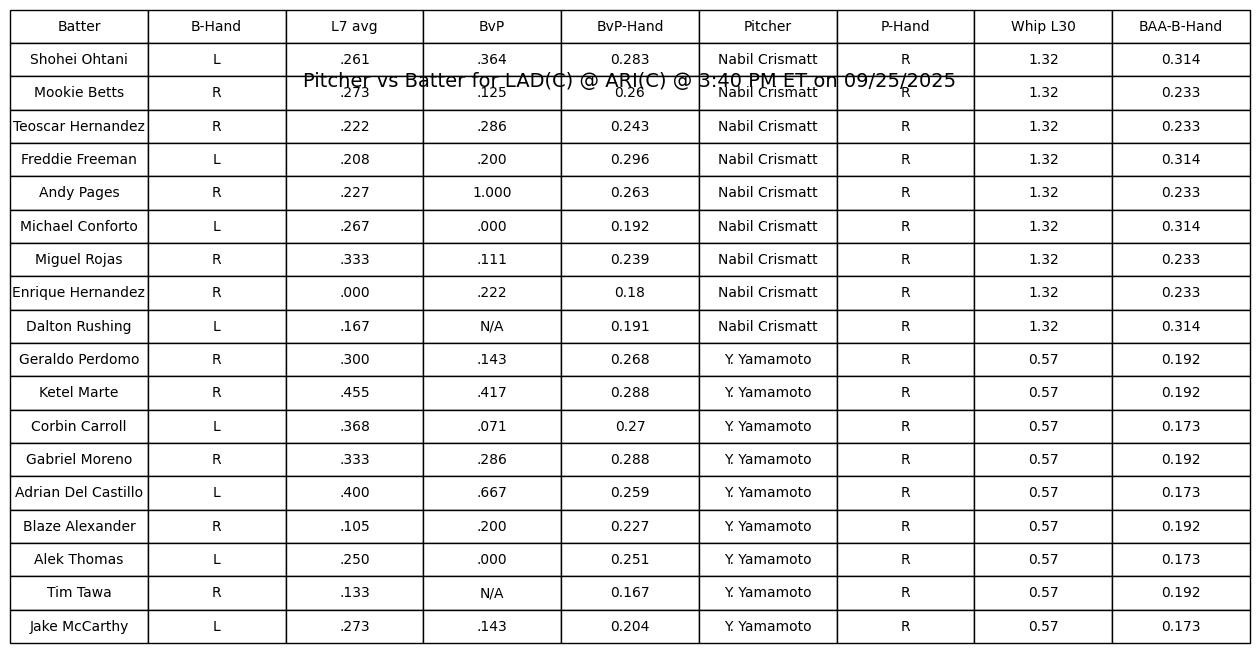 Batter B-Hand L7 avg BvP BvP-Hand Pitcher P-Hand Whip L30 BAA-B-Hand
Shohei Ohtani L .261 .364 0.283 Nabil Crismatt R 1.32 0.314
Pitcher vs Batter for LAD(C) @ ARI(C) @ 3:40 PM ET on 09/25/2025
Mookie Betts R .273 .125 0.26 Nabil Crismatt R 1.32 0.233
Teoscar Hernandez R .222 .286 0.243 Nabil Crismatt R 1.32 0.233
Freddie Freeman L .208 .200 0.296 Nabil Crismatt R 1.32 0.314
Andy Pages R .227 1.000 0.263 Nabil Crismatt R 1.32 0.233
Michael Conforto L .267 .000 0.192 Nabil Crismatt R 1.32 0.314
Miguel Rojas R .333 .111 0.239 Nabil Crismatt R 1.32 0.233
Enrique Hernandez R .000 .222 0.18 Nabil Crismatt R 1.32 0.233
Dalton Rushing L .167 N/A 0.191 Nabil Crismatt R 1.32 0.314
Geraldo Perdomo R .300 .143 0.268 Y. Yamamoto R 0.57 0.192
Ketel Marte R .455 .417 0.288 Y. Yamamoto R 0.57 0.192
Corbin Carroll L .368 .071 0.27 Y. Yamamoto R 0.57 0.173
Gabriel Moreno R .333 .286 0.288 Y. Yamamoto R 0.57 0.192
Adrian Del Castillo L .400 .667 0.259 Y. Yamamoto R 0.57 0.173
Blaze Alexander R .105 .200 0.227 Y. Yamamoto R 0.57 0.192
Alek Thomas L .250 .000 0.251 Y. Yamamoto R 0.57 0.173
Tim Tawa R .133 N/A 0.167 Y. Yamamoto R 0.57 0.192
Jake McCarthy L .273 .143 0.204 Y. Yamamoto R 0.57 0.173